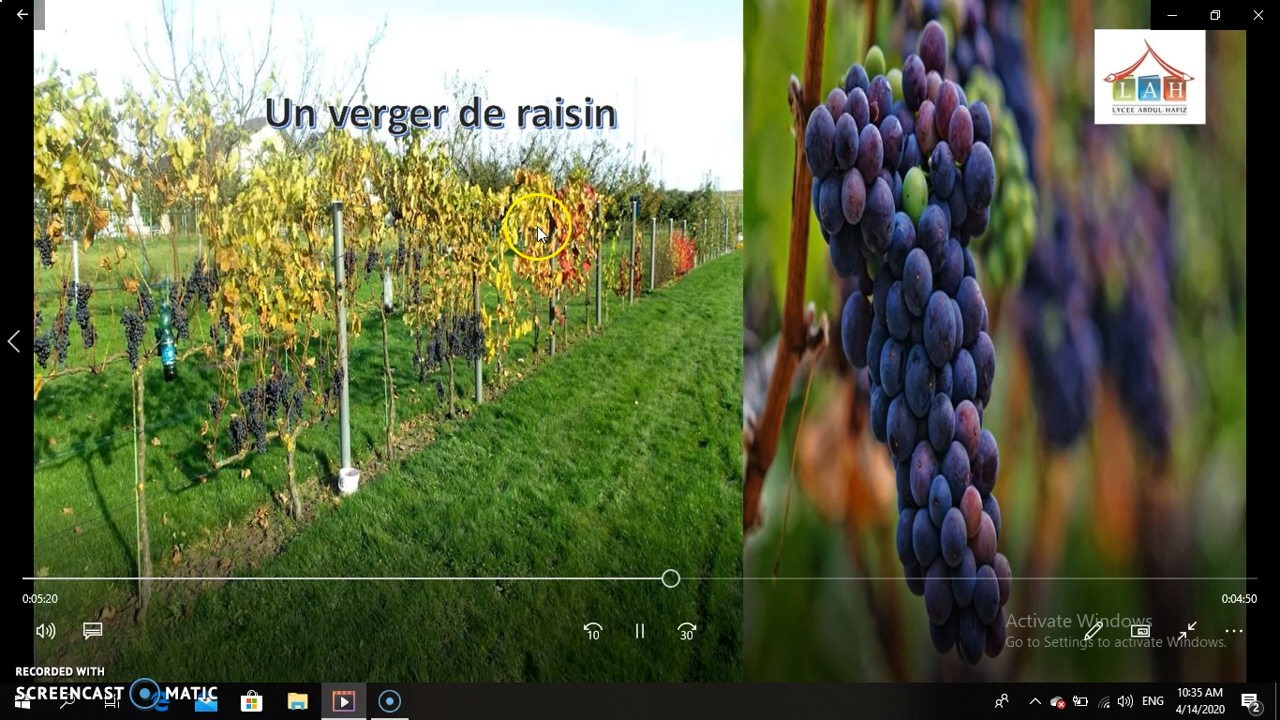 Un verger de raisin
LAH
LYCEE ABDUL-HAFIZ
0:05:20
0:04:50
10
30
Activate Windows
Go to Settings to activate Windows.
RECORDED WITH
SCREENCAST MATIC
ENG
10:35 AM
4/14/2020
2